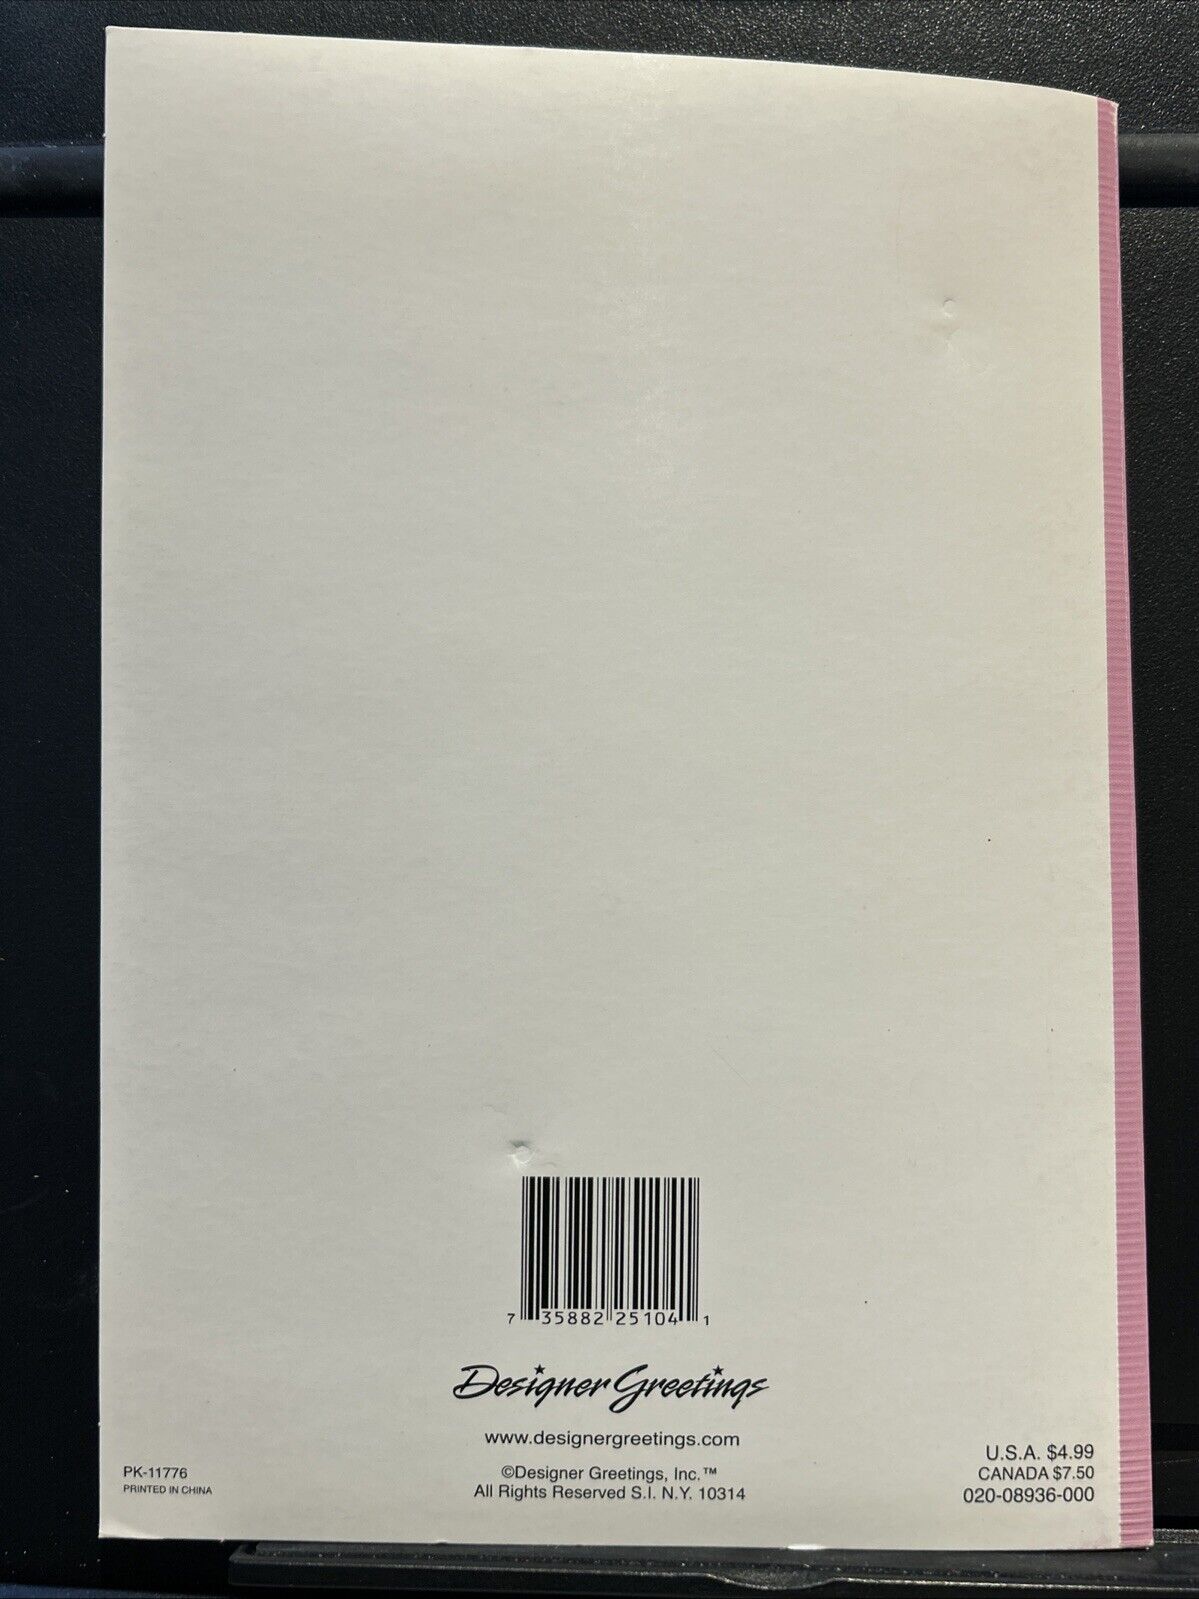 7 35882 25104 1
Designer Greetings
www.designergreetings.com
©Designer Greetings, Inc.™
All Rights Reserved S.I. N.Y. 10314
PK-11776
PRINTED IN CHINA
U.S.A. $4.99
CANADA $7.50
020-08936-000